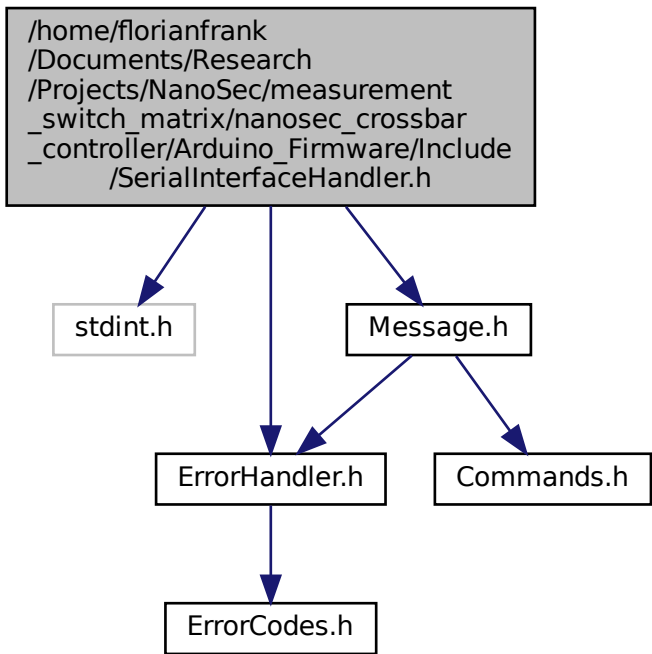 /home/florianfrank
/Documents/Research
/Projects/NanoSec/measurement
_switch_matrix/nanosec_crossbar
_controller/Arduino_Firmware/Include
/SerialInterfaceHandler.h
stdint.h
Message.h
ErrorHandler.h
Commands.h
ErrorCodes.h